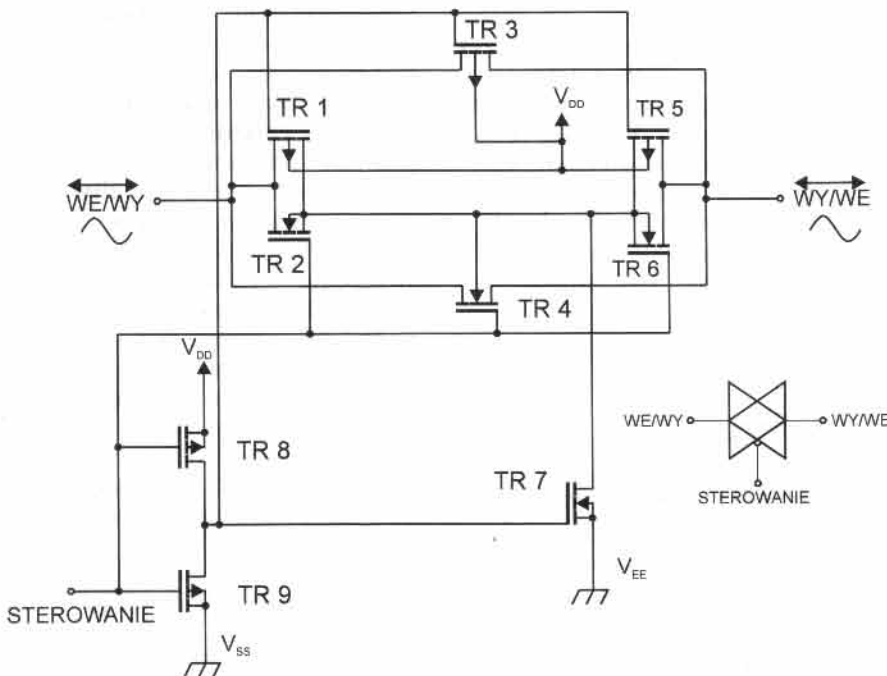 TR 3
TR 1
V_DD
TR 5
WE/WY
WY/WE
TR 2
TR 6
TR 4
V_DD
TR 8
TR 7
WE/WY
WY/WE
STEROWANIE
V_EE
TR 9
STEROWANIE
V_SS